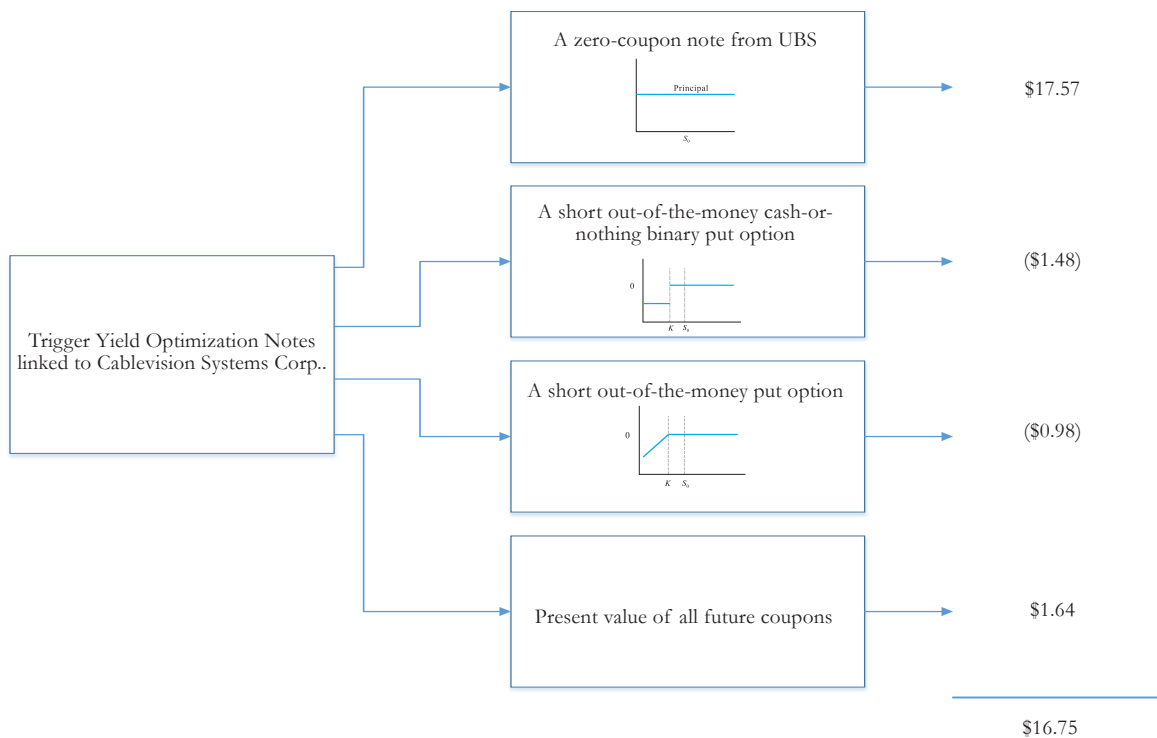 A zero-coupon note from UBS
Principal
S₀
$17.57
A short out-of-the-money cash-or-
nothing binary put option
0
K
S₀
($1.48)
Trigger Yield Optimization Notes
linked to Cablevision Systems Corp..
A short out-of-the-money put option
0
K
S₀
($0.98)
Present value of all future coupons
$1.64
$16.75